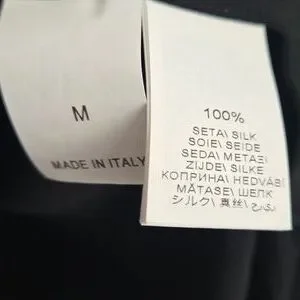 M
MADE IN ITALY
100%
SETA\ SILK
SOIE\ SEIDE
SEDA\ ΜΕΤΑΞΙ
ZIJDE\ SILKE
КОПРИНА\ HEDVÁBÍ
MĂTASE\ ШЕЛК
シルク\ 真丝\